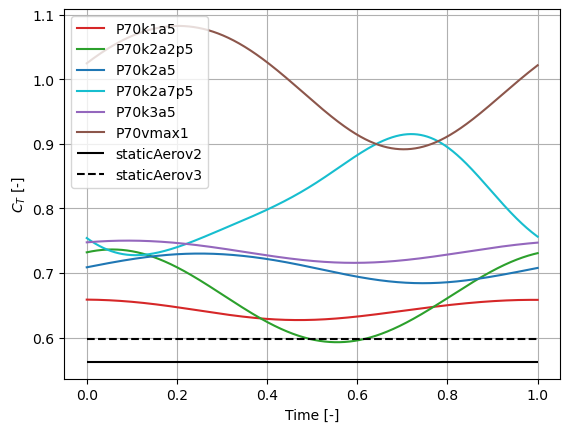 1.1
1.0
0.9
0.8
0.7
0.6
C_T [-]
P70k1a5
P70k2a2p5
P70k2a5
P70k2a7p5
P70k3a5
P70vmax1
staticAerov2
staticAerov3
0.0 0.2 0.4 0.6 0.8 1.0
Time [-]